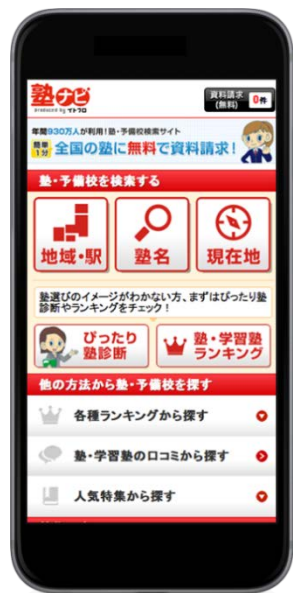 塾ナビ
produced by イトクロ
資料請求
(無料)
0件
年間930万人が利用!塾・予備校検索サイト
簡単
1分
全国の塾に無料で資料請求!
塾・予備校を検索する
地域・駅
塾名
現在地
塾選びのイメージがわかない方、まずはぴったり塾
診断やランキングをチェック!
ぴったり
塾診断
塾・学習塾
ランキング
他の方法から塾・予備校を探す
各種ランキングから探す
塾・学習塾の口コミから探す
人気特集から探す